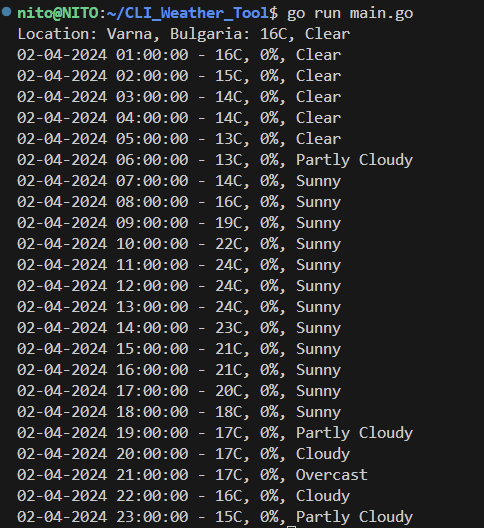 nito@NITO:~/CLI_Weather_Tool$ go run main.go
Location: Varna, Bulgaria: 16C, Clear
02-04-2024 01:00:00 - 16C, 0%, Clear
02-04-2024 02:00:00 - 15C, 0%, Clear
02-04-2024 03:00:00 - 14C, 0%, Clear
02-04-2024 04:00:00 - 14C, 0%, Clear
02-04-2024 05:00:00 - 13C, 0%, Clear
02-04-2024 06:00:00 - 13C, 0%, Partly Cloudy
02-04-2024 07:00:00 - 14C, 0%, Sunny
02-04-2024 08:00:00 - 16C, 0%, Sunny
02-04-2024 09:00:00 - 19C, 0%, Sunny
02-04-2024 10:00:00 - 22C, 0%, Sunny
02-04-2024 11:00:00 - 24C, 0%, Sunny
02-04-2024 12:00:00 - 24C, 0%, Sunny
02-04-2024 13:00:00 - 24C, 0%, Sunny
02-04-2024 14:00:00 - 23C, 0%, Sunny
02-04-2024 15:00:00 - 21C, 0%, Sunny
02-04-2024 16:00:00 - 21C, 0%, Sunny
02-04-2024 17:00:00 - 20C, 0%, Sunny
02-04-2024 18:00:00 - 18C, 0%, Sunny
02-04-2024 19:00:00 - 17C, 0%, Partly Cloudy
02-04-2024 20:00:00 - 17C, 0%, Cloudy
02-04-2024 21:00:00 - 17C, 0%, Overcast
02-04-2024 22:00:00 - 16C, 0%, Cloudy
02-04-2024 23:00:00 - 15C, 0%, Partly Cloudy